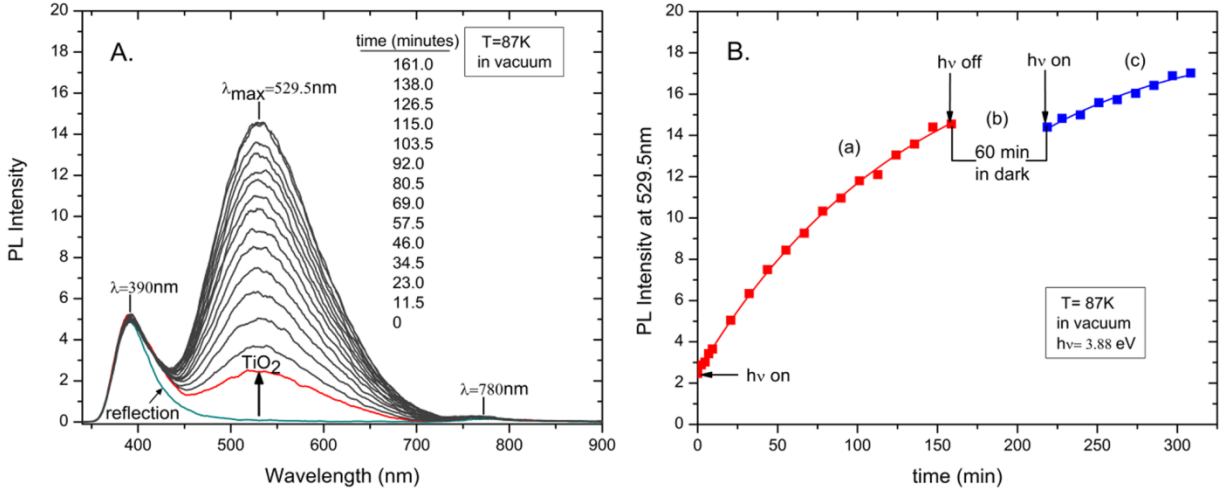 A.
time (minutes)
161.0
138.0
126.5
115.0
103.5
92.0
80.5
69.0
57.5
46.0
34.5
23.0
11.5
0
T=87K
in vacuum
λmax=529.5nm
λ=390nm
TiO2
reflection
λ=780nm
PL Intensity
20
18
16
14
12
10
8
6
4
2
0
400
500
600
700
800
900
Wavelength (nm)
B.
hν off
hν on
(a)
(b)
(c)
60 min
in dark
T= 87K
in vacuum
hν= 3.88 eV
hν on
PL Intensity at 529.5nm
20
18
16
14
12
10
8
6
4
2
0
0
50
100
150
200
250
300
time (min)